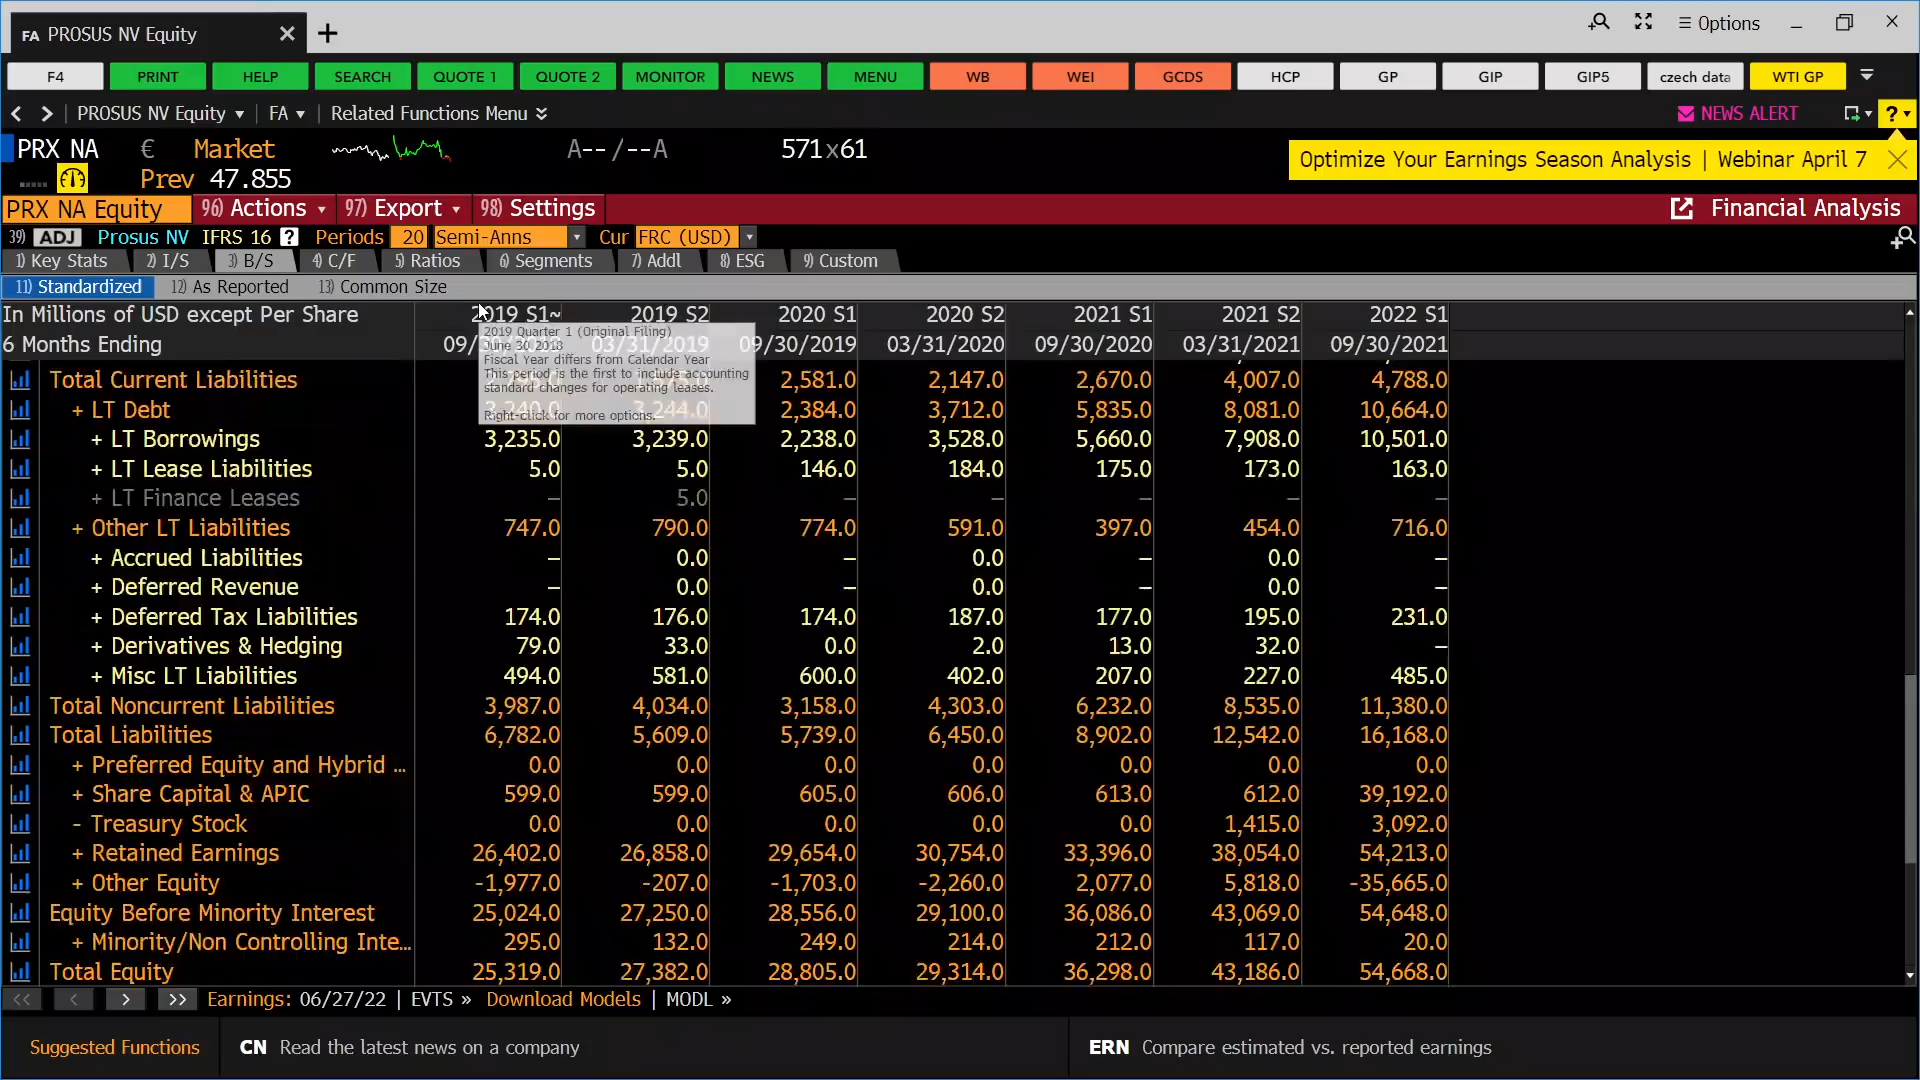 FA PROSUS NV Equity
Options
F4 PRINT HELP SEARCH QUOTE 1 QUOTE 2 MONITOR NEWS MENU WB WEI GCDS HCP GP GIP GIP5 czech data WTI GP
PROSUS NV Equity FA Related Functions Menu NEWS ALERT ?
PRX NA € Market A-- / --A 571x61
Optimize Your Earnings Season Analysis | Webinar April 7
Prev 47.855
PRX NA Equity 96) Actions 97) Export 98) Settings Financial Analysis
39) ADJ Prosus NV IFRS 16 ? Periods 20 Semi-Anns Cur FRC (USD)
1) Key Stats 2) I/S 3) B/S 4) C/F 5) Ratios 6) Segments 7) Addl 8) ESG 9) Custom
11) Standardized 12) As Reported 13) Common Size
In Millions of USD except Per Share 2019 S1~ 2019 S2 2020 S1 2020 S2 2021 S1 2021 S2 2022 S1
2019 Quarter 1 (Original Filing)
June 30 2018
Fiscal Year differs from Calendar Year
This period is the first to include accounting
standard changes for operating leases.
Right-click for more options.
6 Months Ending 03/31/2019 09/30/2019 03/31/2020 09/30/2020 03/31/2021 09/30/2021
Total Current Liabilities 2,581.0 2,147.0 2,670.0 4,007.0 4,788.0
+ LT Debt 3,240.0 3,244.0 2,384.0 3,712.0 5,835.0 8,081.0 10,664.0
+ LT Borrowings 3,235.0 3,239.0 2,238.0 3,528.0 5,660.0 7,908.0 10,501.0
+ LT Lease Liabilities 5.0 5.0 146.0 184.0 175.0 173.0 163.0
+ LT Finance Leases — 5.0 — — — — —
+ Other LT Liabilities 747.0 790.0 774.0 591.0 397.0 454.0 716.0
+ Accrued Liabilities — 0.0 — 0.0 — 0.0 —
+ Deferred Revenue — 0.0 — 0.0 — 0.0 —
+ Deferred Tax Liabilities 174.0 176.0 174.0 187.0 177.0 195.0 231.0
+ Derivatives & Hedging 79.0 33.0 0.0 2.0 13.0 32.0 —
+ Misc LT Liabilities 494.0 581.0 600.0 402.0 207.0 227.0 485.0
Total Noncurrent Liabilities 3,987.0 4,034.0 3,158.0 4,303.0 6,232.0 8,535.0 11,380.0
Total Liabilities 6,782.0 5,609.0 5,739.0 6,450.0 8,902.0 12,542.0 16,168.0
+ Preferred Equity and Hybrid ... 0.0 0.0 0.0 0.0 0.0 0.0 0.0
+ Share Capital & APIC 599.0 599.0 605.0 606.0 613.0 612.0 39,192.0
- Treasury Stock 0.0 0.0 0.0 0.0 0.0 1,415.0 3,092.0
+ Retained Earnings 26,402.0 26,858.0 29,654.0 30,754.0 33,396.0 38,054.0 54,213.0
+ Other Equity -1,977.0 -207.0 -1,703.0 -2,260.0 2,077.0 5,818.0 -35,665.0
Equity Before Minority Interest 25,024.0 27,250.0 28,556.0 29,100.0 36,086.0 43,069.0 54,648.0
+ Minority/Non Controlling Inte... 295.0 132.0 249.0 214.0 212.0 117.0 20.0
Total Equity 25,319.0 27,382.0 28,805.0 29,314.0 36,298.0 43,186.0 54,668.0
Earnings: 06/27/22 | EVTS » Download Models | MODL »
Suggested Functions CN Read the latest news on a company ERN Compare estimated vs. reported earnings